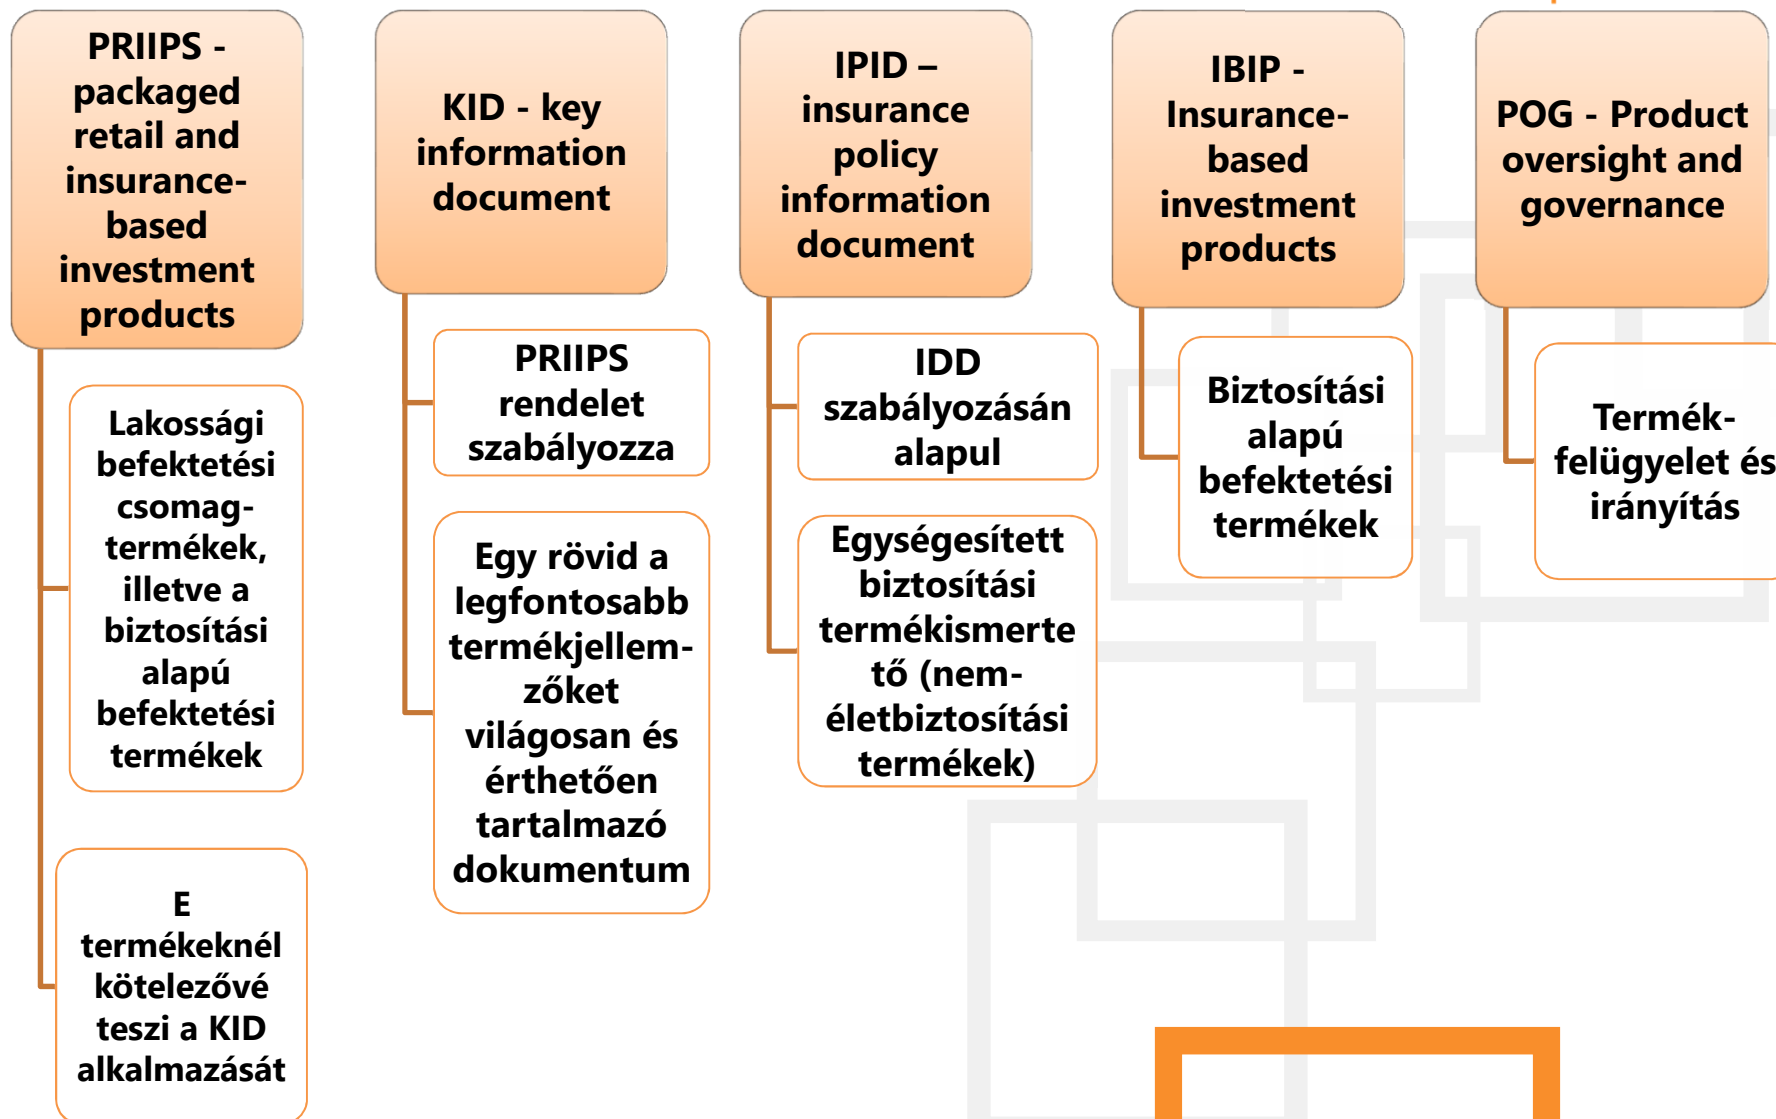 PRIIPS -
packaged
retail and
insurance-
based
investment
products
Lakossági
befektetési
csomag-
termékek,
illetve a
biztosítási
alapú
befektetési
termékek
E
termékeknél
kötelezővé
teszi a KID
alkalmazását
KID - key
information
document
PRIIPS
rendelet
szabályozza
Egy rövid a
legfontosabb
termékjellem-
zőket
világosan és
érthetően
tartalmazó
dokumentum
IPID –
insurance
policy
information
document
IDD
szabályozásán
alapul
Egységesített
biztosítási
termékismerte
tő (nem-
életbiztosítási
termékek)
IBIP -
Insurance-
based
investment
products
Biztosítási
alapú
befektetési
termékek
POG - Product
oversight and
governance
Termék-
felügyelet és
irányítás